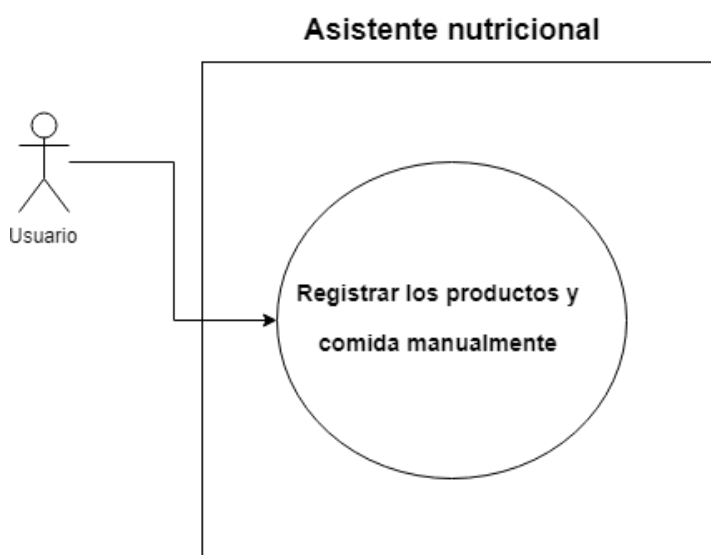 Asistente nutricional
Usuario
Registrar los productos y
comida manualmente